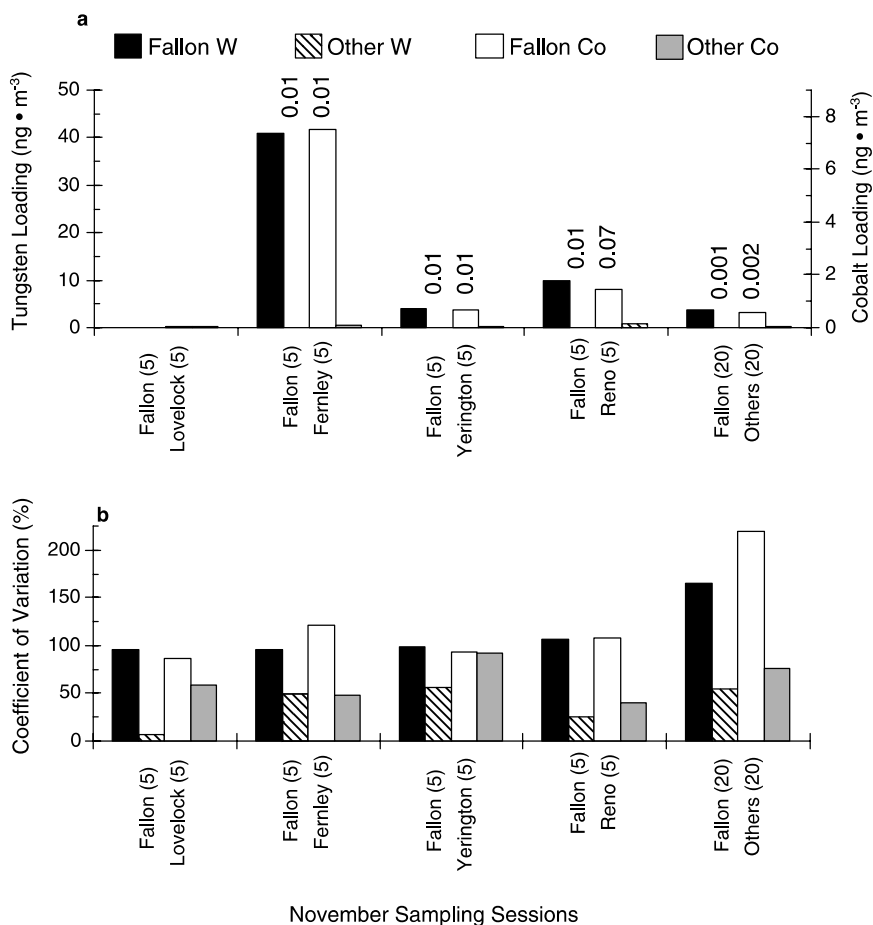 a
Fallon W
Other W
Fallon Co
Other Co
Tungsten Loading (ng • m-3)
50
40
30
20
10
0
0.01
0.01
0.01
0.01
0.01
0.07
0.001
0.002
8
6
4
2
0
Cobalt Loading (ng • m-3)
Fallon (5)
Lovelock (5)
Fallon (5)
Fernley (5)
Fallon (5)
Yerington (5)
Fallon (5)
Reno (5)
Fallon (20)
Others (20)
b
Coefficient of Variation (%)
200
150
100
50
0
Fallon (5)
Lovelock (5)
Fallon (5)
Fernley (5)
Fallon (5)
Yerington (5)
Fallon (5)
Reno (5)
Fallon (20)
Others (20)
November Sampling Sessions